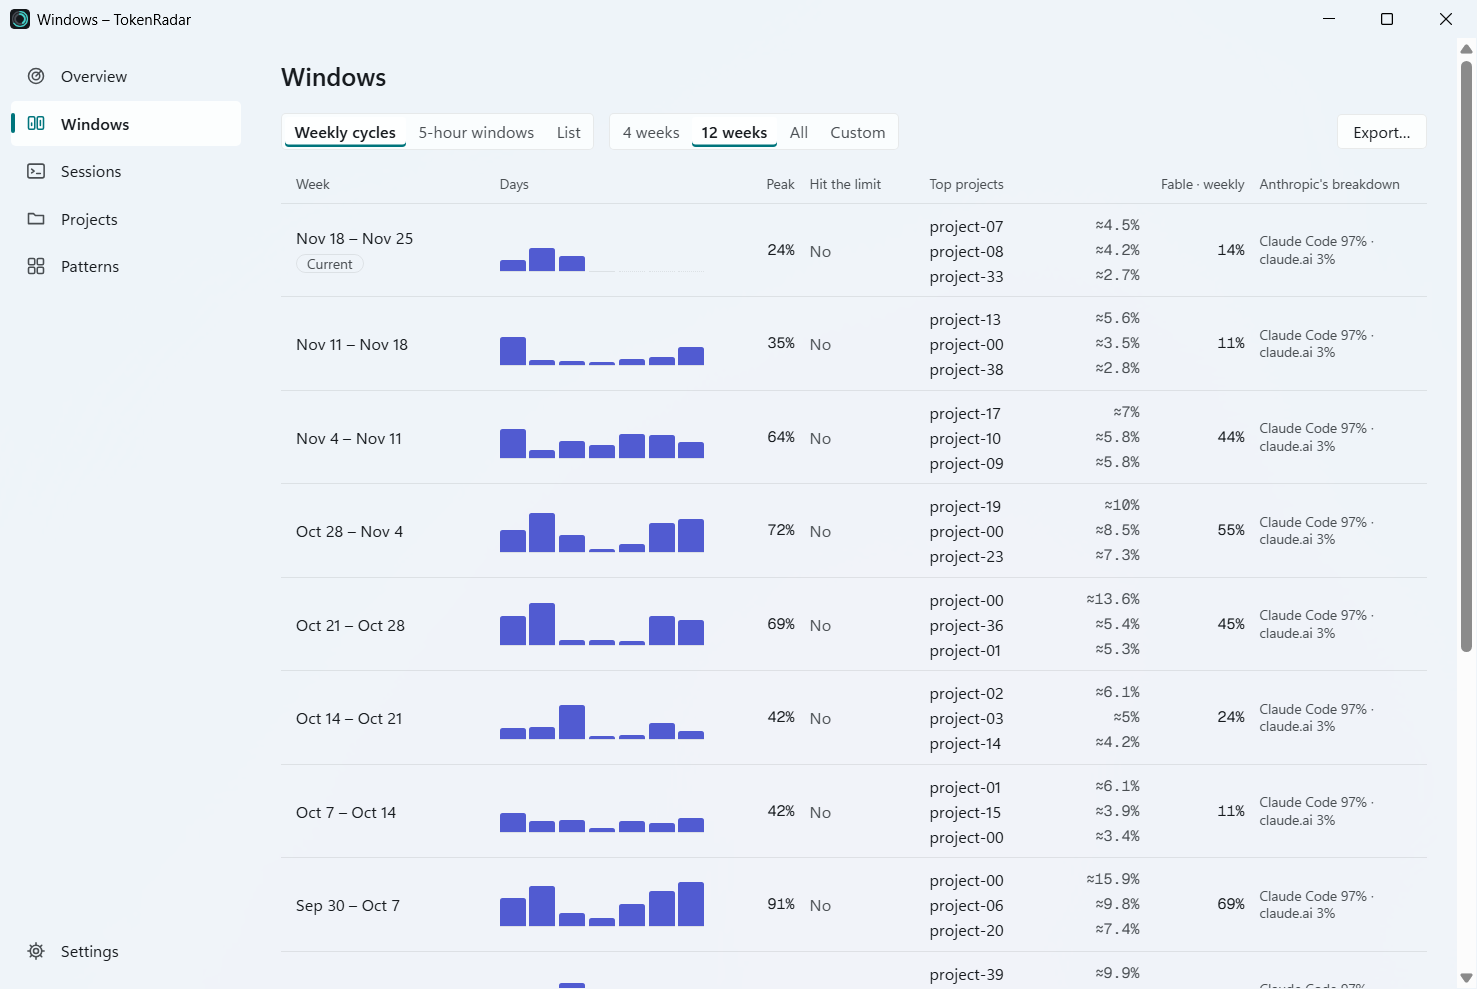 Windows – TokenRadar
Overview
Windows
Sessions
Projects
Patterns
Settings
Windows
Weekly cycles 5-hour windows List
4 weeks 12 weeks All Custom
Export...
Week Days Peak Hit the limit Top projects Fable · weekly Anthropic's breakdown
Nov 18 – Nov 25
Current
24% No
project-07 ≈4.5%
project-08 ≈4.2%
project-33 ≈2.7%
14%
Claude Code 97% ·
claude.ai 3%
Nov 11 – Nov 18
35% No
project-13 ≈5.6%
project-00 ≈3.5%
project-38 ≈2.8%
11%
Claude Code 97% ·
claude.ai 3%
Nov 4 – Nov 11
64% No
project-17 ≈7%
project-10 ≈5.8%
project-09 ≈5.8%
44%
Claude Code 97% ·
claude.ai 3%
Oct 28 – Nov 4
72% No
project-19 ≈10%
project-00 ≈8.5%
project-23 ≈7.3%
55%
Claude Code 97% ·
claude.ai 3%
Oct 21 – Oct 28
69% No
project-00 ≈13.6%
project-36 ≈5.4%
project-01 ≈5.3%
45%
Claude Code 97% ·
claude.ai 3%
Oct 14 – Oct 21
42% No
project-02 ≈6.1%
project-03 ≈5%
project-14 ≈4.2%
24%
Claude Code 97% ·
claude.ai 3%
Oct 7 – Oct 14
42% No
project-01 ≈6.1%
project-15 ≈3.9%
project-00 ≈3.4%
11%
Claude Code 97% ·
claude.ai 3%
Sep 30 – Oct 7
91% No
project-00 ≈15.9%
project-06 ≈9.8%
project-20 ≈7.4%
69%
Claude Code 97% ·
claude.ai 3%
project-39 ≈9.9%